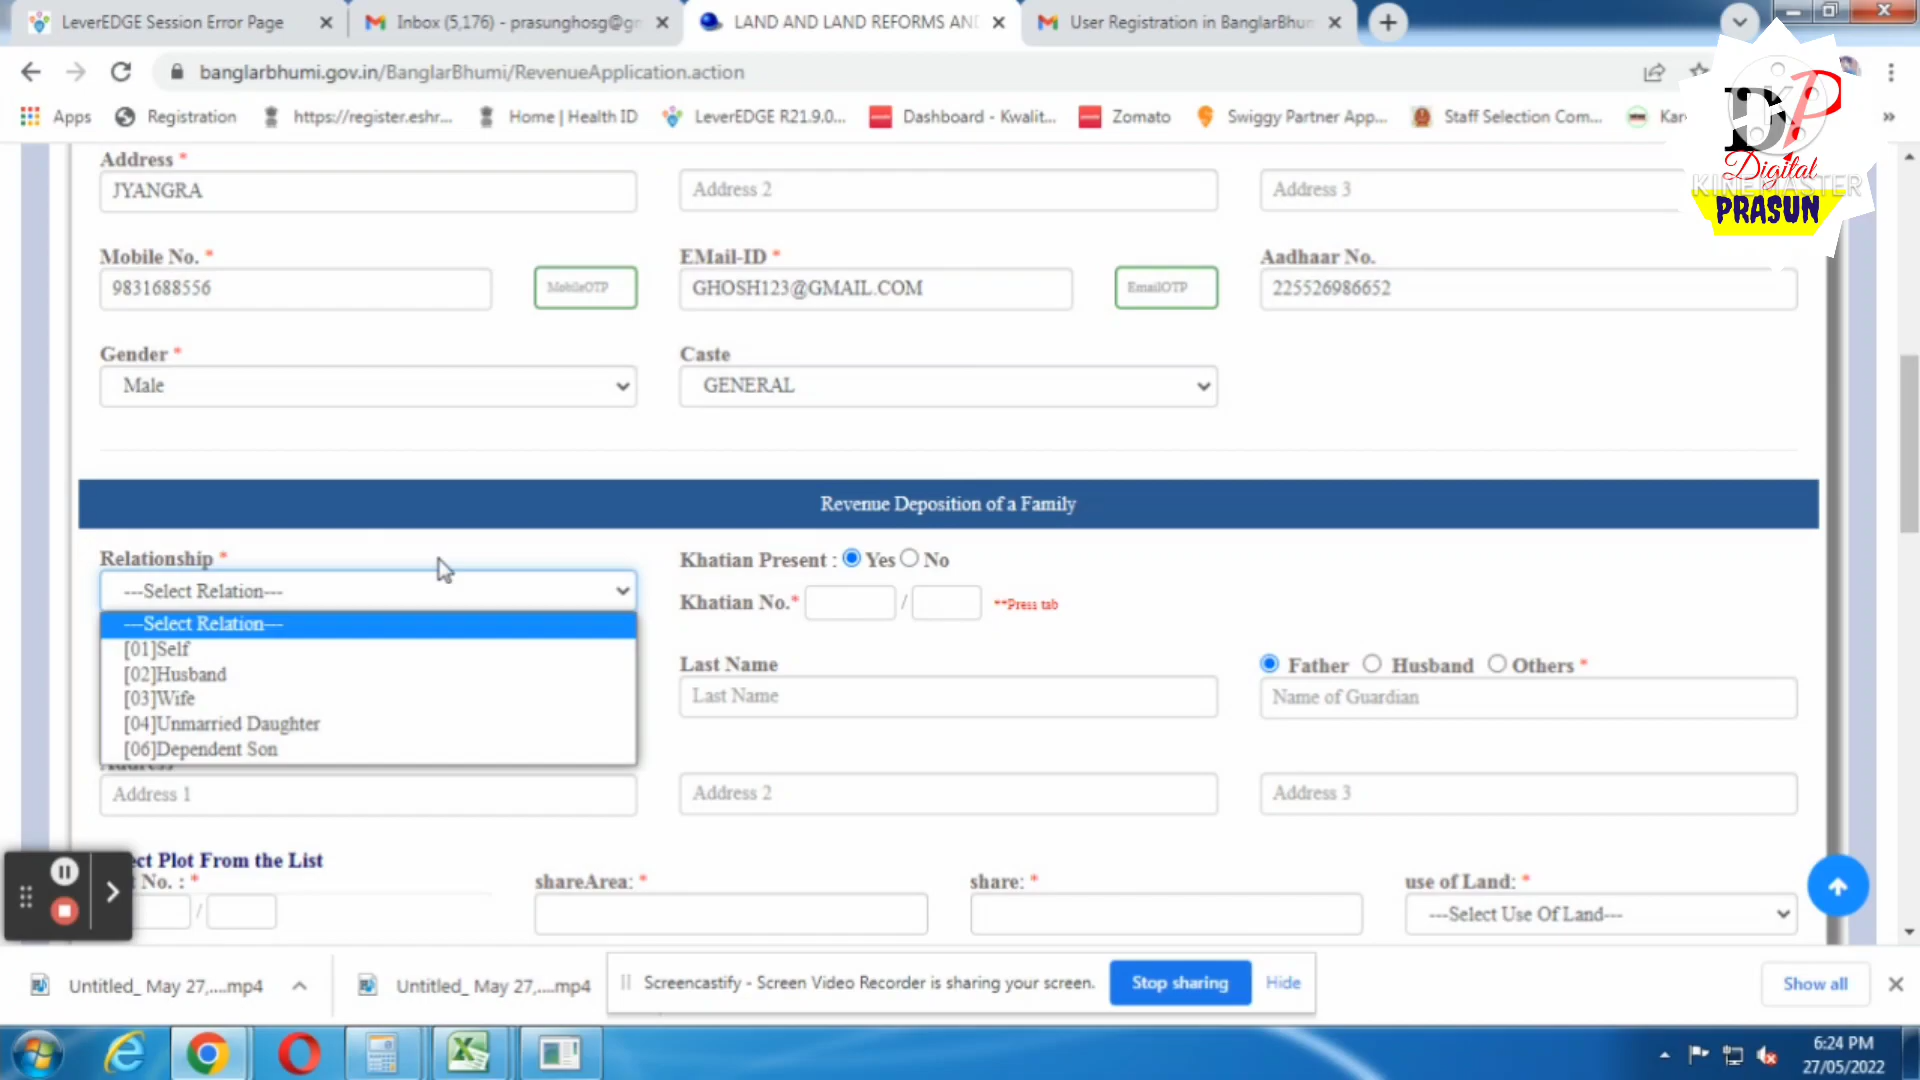 LeverEDGE Session Error Page
Inbox (5,176) - prasunghosg@gm
LAND AND LAND REFORMS AN
User Registration in BanglarBhum
banglarbhumi.gov.in/BanglarBhumi/RevenueApplication.action
Apps
Registration
https://register.eshr...
Home | Health ID
LeverEDGE R21.9.0...
Dashboard - Kwalit...
Zomato
Swiggy Partner App...
Staff Selection Com...
Kar
»
DKP
Digital
KINEMASTER
PRASUN
Address *
JYANGRA
Address 2
Address 3
Mobile No. *
EMail-ID *
Aadhaar No.
9831688556
MobileOTP
GHOSH123@GMAIL.COM
EmailOTP
225526986652
Gender *
Caste
Male
GENERAL
Revenue Deposition of a Family
Relationship *
Khatian Present : Yes No
---Select Relation---
Khatian No.* / **Press tab
---Select Relation---
[01]Self
[02]Husband
[03]Wife
[04]Unmarried Daughter
[06]Dependent Son
Last Name
Father Husband Others *
Last Name
Name of Guardian
Address 1
Address 2
Address 3
ect Plot From the List
No. : *
shareArea: *
share: *
use of Land: *
/
---Select Use Of Land---
Untitled_ May 27,....mp4
Untitled_ May 27,....mp4
Screencastify - Screen Video Recorder is sharing your screen.
Stop sharing
Hide
Show all
6:24 PM
27/05/2022